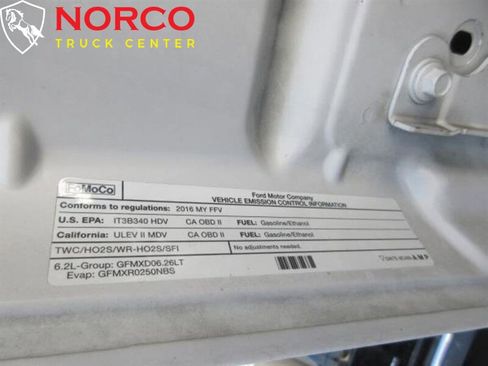 NORCO
TRUCK CENTER
FoMoCo
Ford Motor Company
VEHICLE EMISSION CONTROL INFORMATION
Conforms to regulations: 2016 MY FFV
U.S. EPA: IT3B340 HDV CA OBD II FUEL: Gasoline/Ethanol
California: ULEV II MDV CA OBD II FUEL: Gasoline/Ethanol
TWC/HO2S/WR-HO2S/SFI No adjustments needed.
6.2L-Group: GFMXD06.26LT
Evap: GFMXR0250NBS
AMP